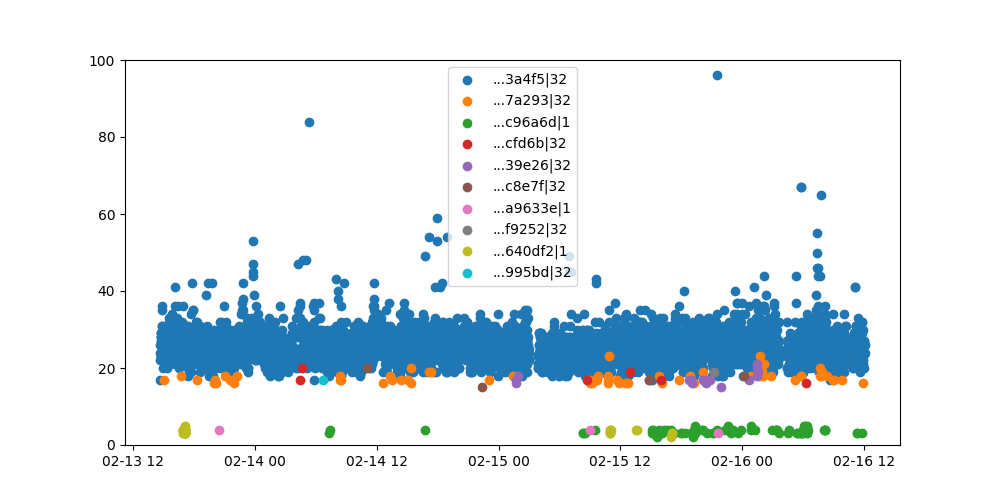 100
80
60
40
20
0
...3a4f5|32
...7a293|32
...c96a6d|1
...cfd6b|32
...39e26|32
...c8e7f|32
...a9633e|1
...f9252|32
...640df2|1
...995bd|32
02-13 12
02-14 00
02-14 12
02-15 00
02-15 12
02-16 00
02-16 12